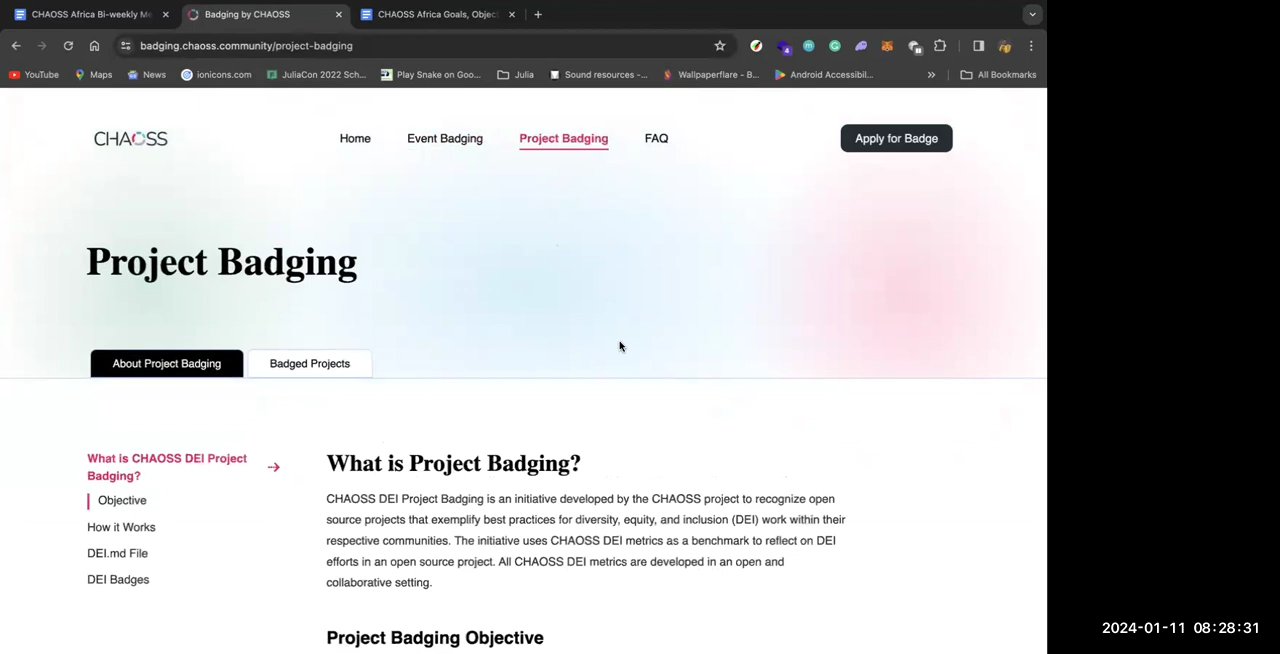 CHAOSS Africa Bi-weekly Me
Badging by CHAOSS
CHAOSS Africa Goals, Objec
badging.chaoss.community/project-badging
YouTube
Maps
News
ionicons.com
JuliaCon 2022 Sch...
Play Snake on Goo...
Julia
Sound resources -...
Wallpaperflare - B...
Android Accessibil...
»
All Bookmarks
CHAOSS
Home
Event Badging
Project Badging
FAQ
Apply for Badge
Project Badging
About Project Badging
Badged Projects
What is CHAOSS DEI Project
Badging?
Objective
How it Works
DEI.md File
DEI Badges
What is Project Badging?
CHAOSS DEI Project Badging is an initiative developed by the CHAOSS project to recognize open
source projects that exemplify best practices for diversity, equity, and inclusion (DEI) work within their
respective communities. The initiative uses CHAOSS DEI metrics as a benchmark to reflect on DEI
efforts in an open source project. All CHAOSS DEI metrics are developed in an open and
collaborative setting.
Project Badging Objective
2024-01-11 08:28:31